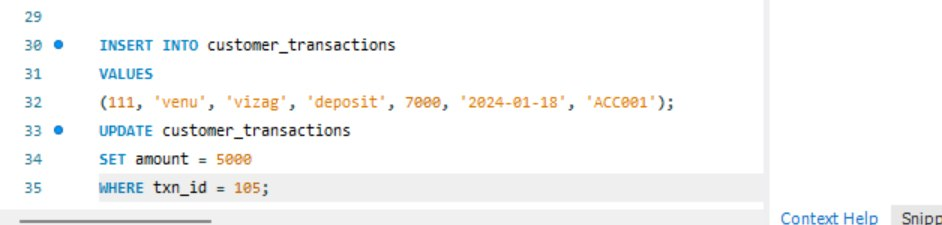 29
30 INSERT INTO customer_transactions
31 VALUES
32 (111, 'venu', 'vizag', 'deposit', 7000, '2024-01-18', 'ACC001');
33 UPDATE customer_transactions
34 SET amount = 5000
35 WHERE txn_id = 105;
Context Help Snipp